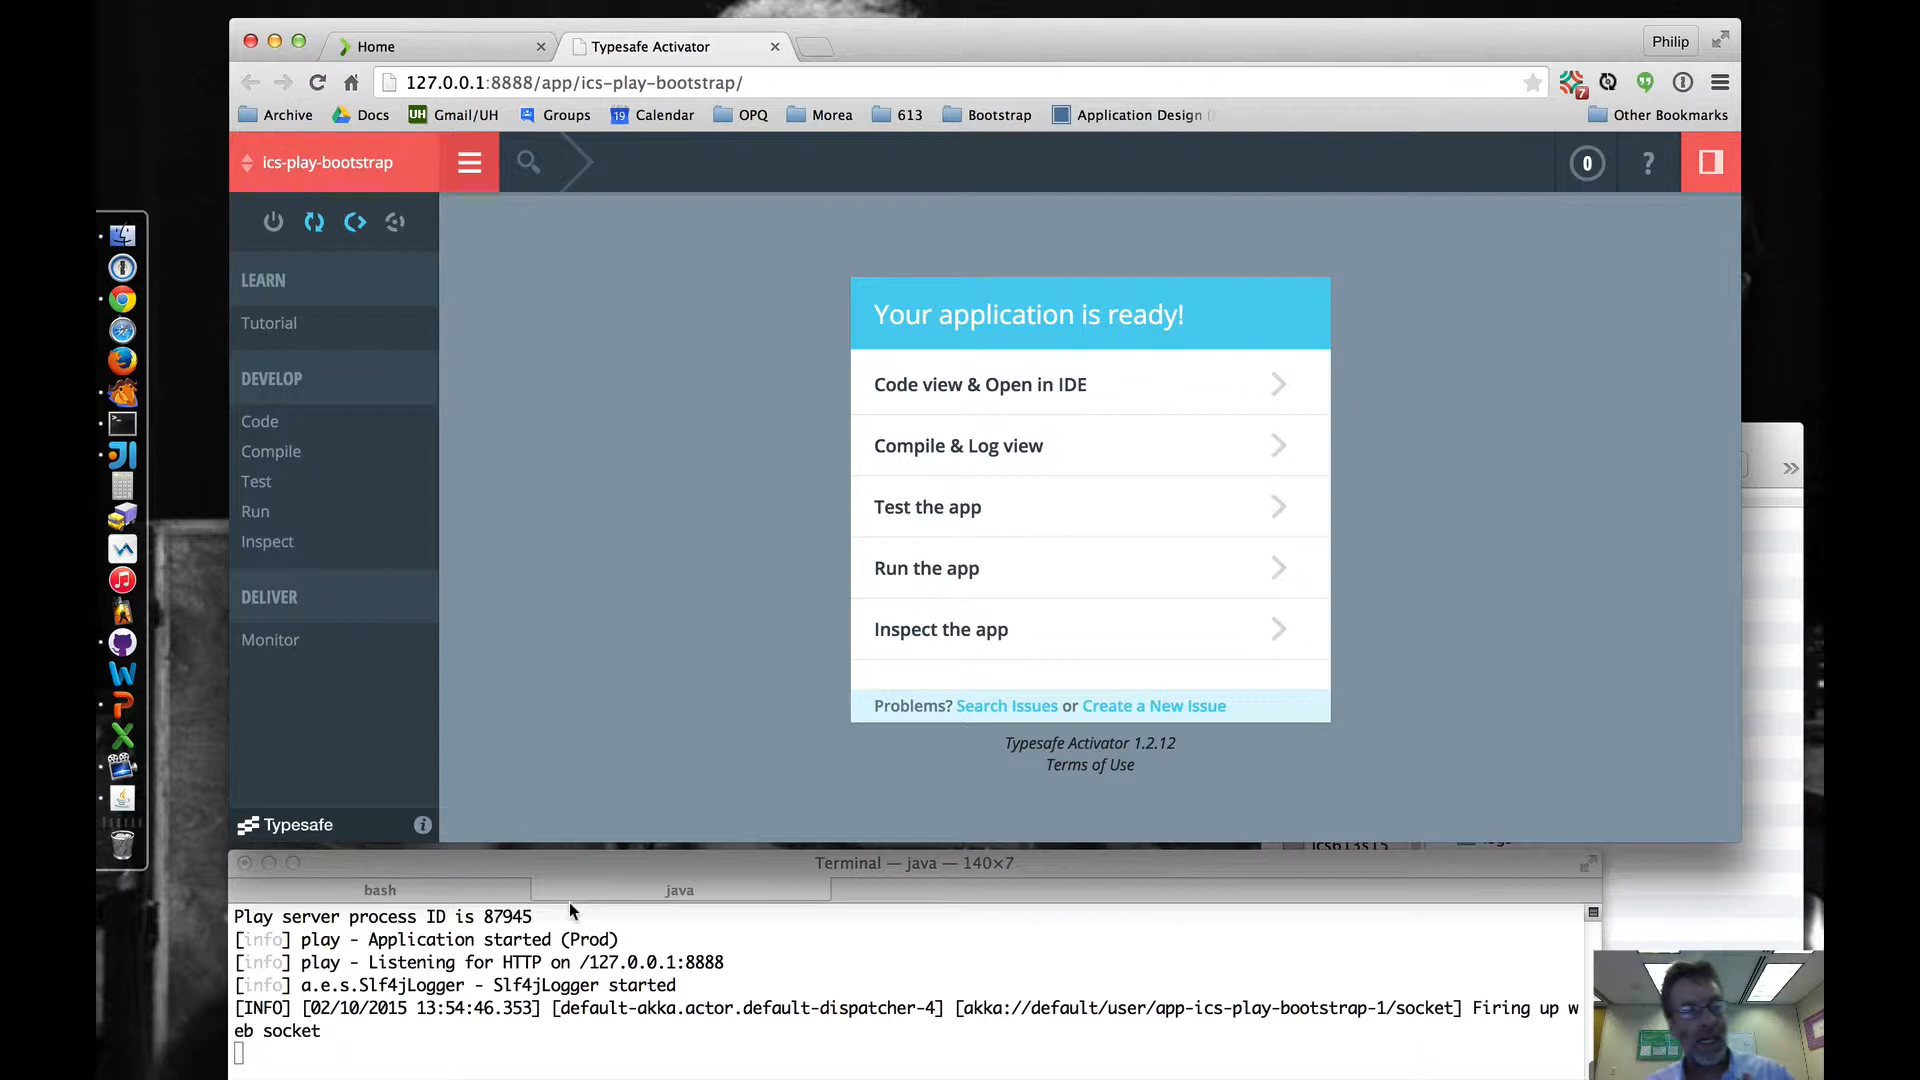 Home
Typesafe Activator
Philip
127.0.0.1:8888/app/ics-play-bootstrap/
7
Archive
Docs
UH Gmail/UH
Groups
19 Calendar
OPQ
Morea
613
Bootstrap
Application Design (
Other Bookmarks
ics-play-bootstrap
0
?
LEARN
Tutorial
DEVELOP
Code
Compile
Test
Run
Inspect
DELIVER
Monitor
Typesafe
Your application is ready!
Code view & Open in IDE
Compile & Log view
Test the app
Run the app
Inspect the app
Problems? Search Issues or Create a New Issue
Typesafe Activator 1.2.12
Terms of Use
Terminal — java — 140×7
bash
java
Play server process ID is 87945
[info] play - Application started (Prod)
[info] play - Listening for HTTP on /127.0.0.1:8888
[info] a.e.s.Slf4jLogger - Slf4jLogger started
[INFO] [02/10/2015 13:54:46.353] [default-akka.actor.default-dispatcher-4] [akka://default/user/app-ics-play-bootstrap-1/socket] Firing up w
eb socket